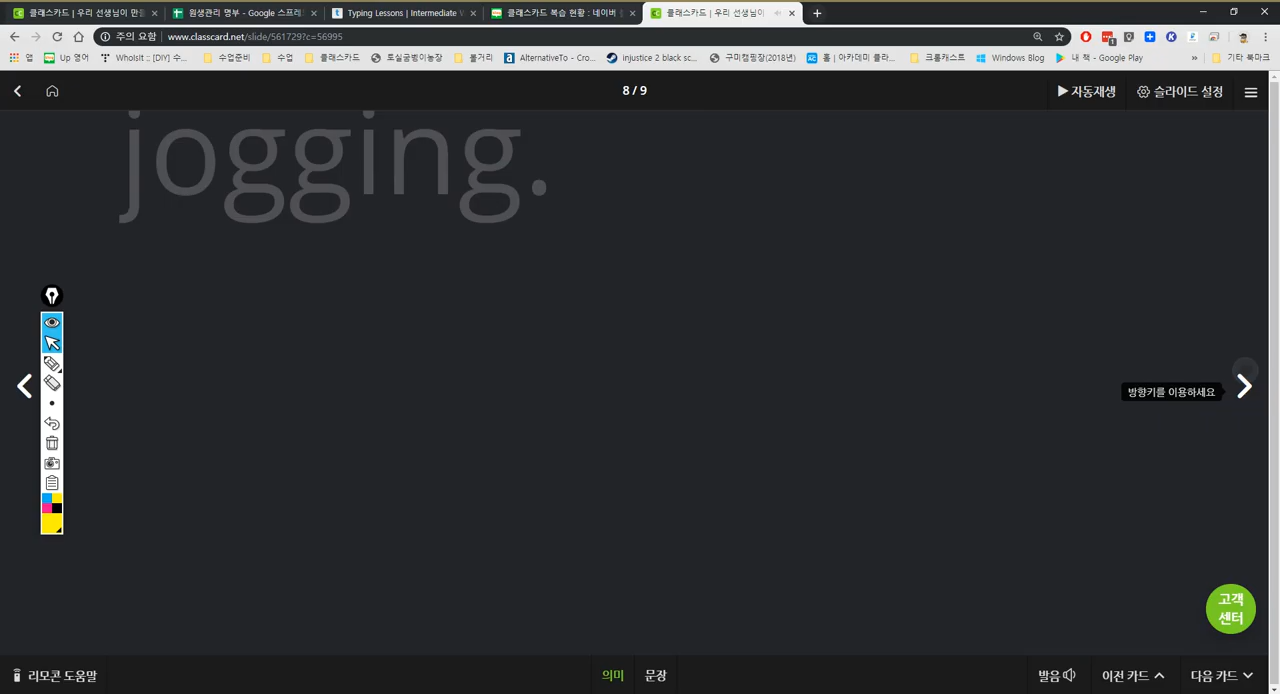 클래스카드 | 우리 선생님이 만든
원생관리 명부 - Google 스프레
Typing Lessons | Intermediate
클래스카드 복습 현황 : 네이버
클래스카드 | 우리 선생님이
주의 요함 | www.classcard.net/slide/561729?c=56995
앱
Up 영어
WhoisIt :: [DIY} 수...
수업준비
수업
클래스카드
토실굼벵이농장
볼거리
AlternativeTo - Cro...
injustice 2 black sc...
구미캠핑장(2018년)
홈 | 아카데미 클라...
크롬캐스트
Windows Blog
내 책 - Google Play
»
기타 북마크
8 / 9
자동재생
슬라이드 설정
jogging.
방향키를 이용하세요
고객
센터
리모콘 도움말
의미
문장
발음
이전 카드
다음 카드